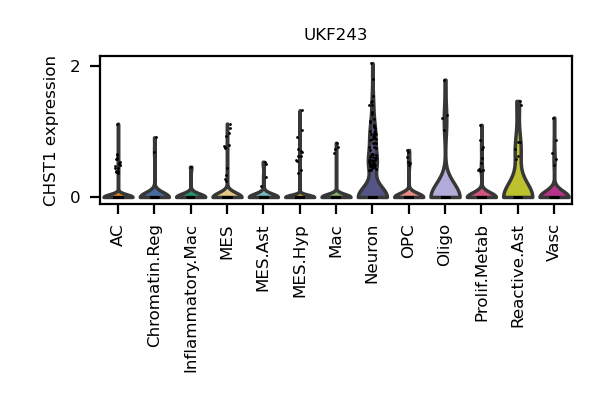 UKF243
CHST1 expression
2
0
AC
Chromatin.Reg
Inflammatory.Mac
MES
MES.Ast
MES.Hyp
Mac
Neuron
OPC
Oligo
Prolif.Metab
Reactive.Ast
Vasc